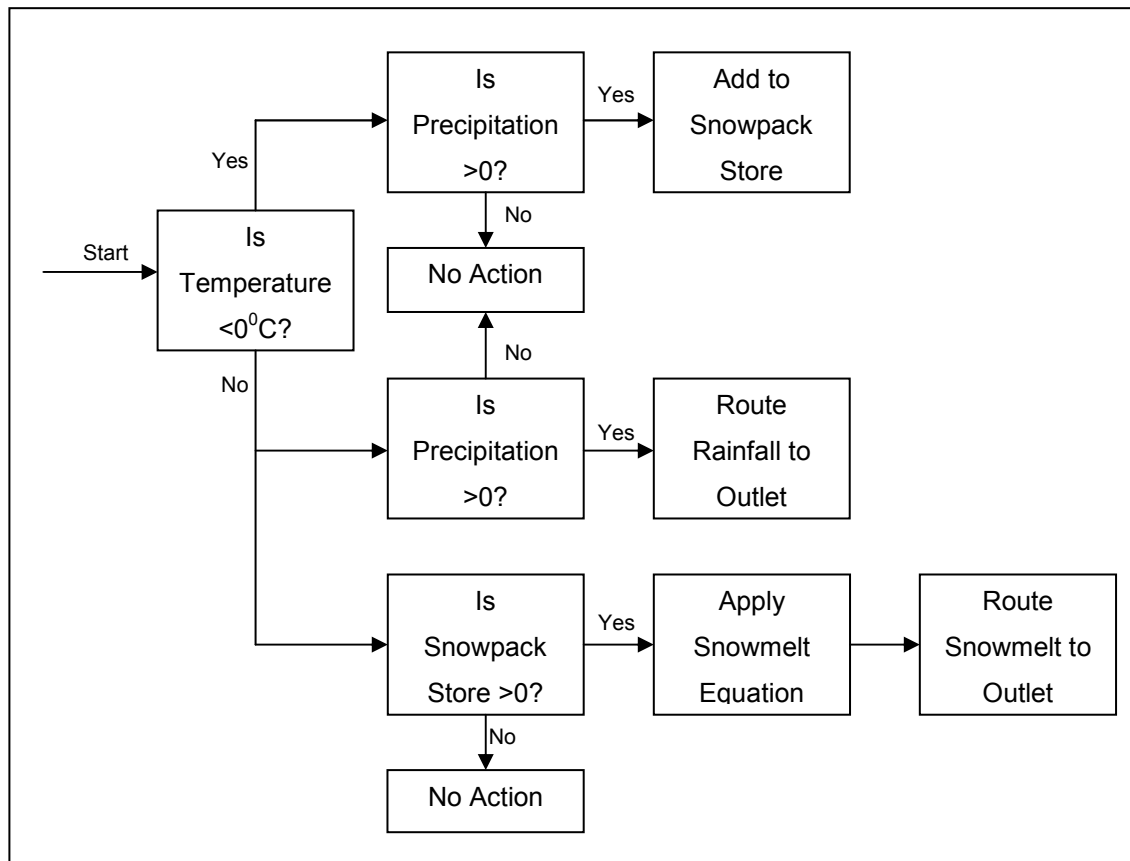 Is
Precipitation
>0?
Yes
Add to
Snowpack
Store
Yes
No
Start
Is
Temperature
<0⁰C?
No Action
No
No
Is
Precipitation
>0?
Yes
Route
Rainfall to
Outlet
Is
Snowpack
Store >0?
Yes
Apply
Snowmelt
Equation
Route
Snowmelt to
Outlet
No
No Action